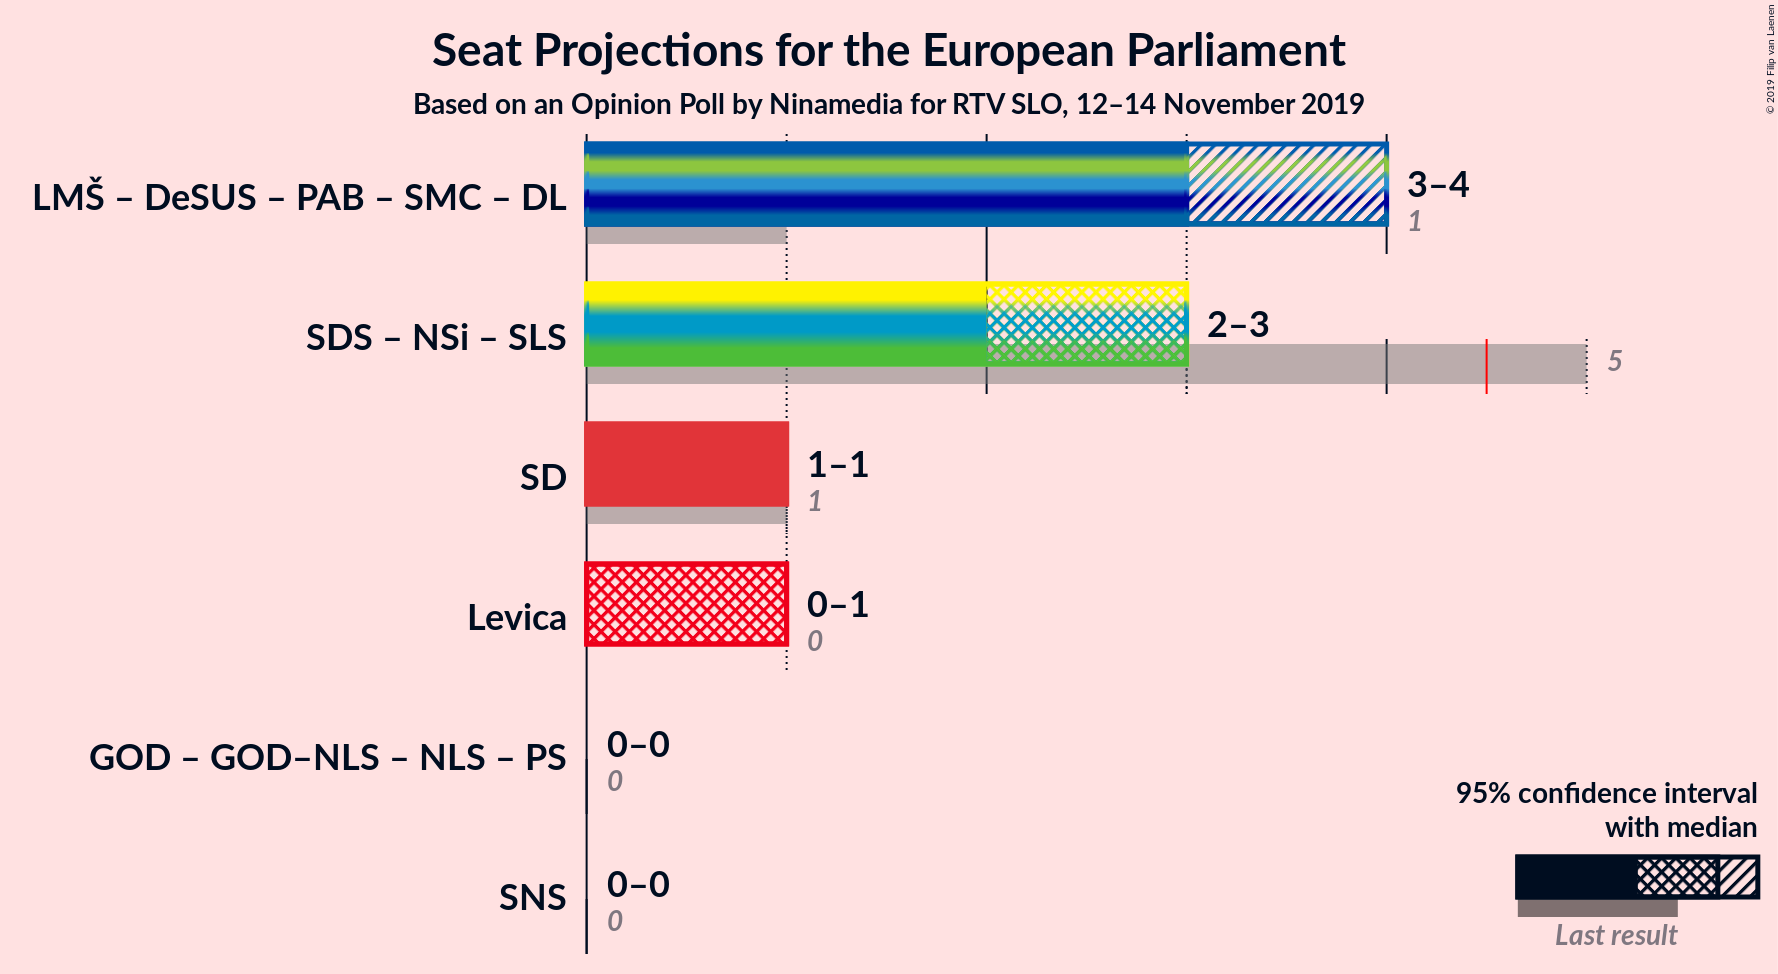 Seat Projections for the European Parliament
Based on an Opinion Poll by Ninamedia for RTV SLO, 12–14 November 2019
© 2019 Filip van Laenen
LMŠ – DeSUS – PAB – SMC – DL
3–4
1
SDS – NSi – SLS
2–3
5
SD
1–1
1
Levica
0–1
0
GOD – GOD–NLS – NLS – PS
0–0
0
SNS
0–0
0
95% confidence interval
with median
Last result